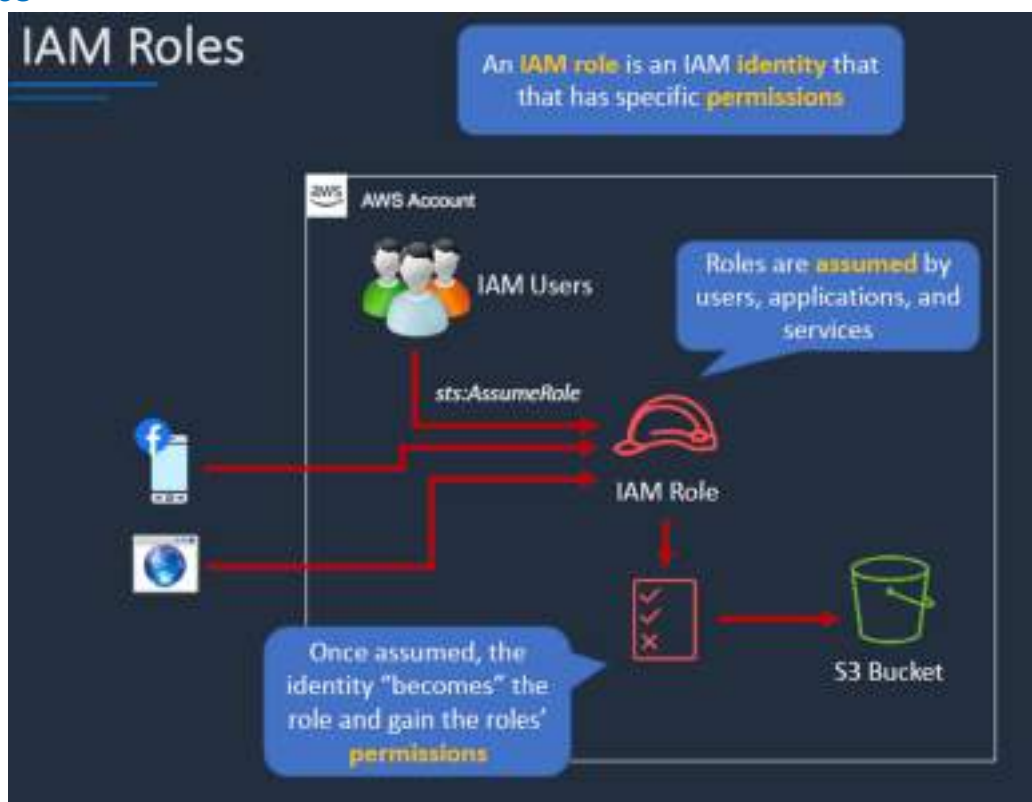 IAM Roles
An IAM role is an IAM identity that
that has specific permissions
aws
AWS Account
IAM Users
Roles are assumed by
users, applications, and
services
sts:AssumeRole
f
IAM Role
Once assumed, the
identity “becomes” the
role and gain the roles’
permissions
S3 Bucket